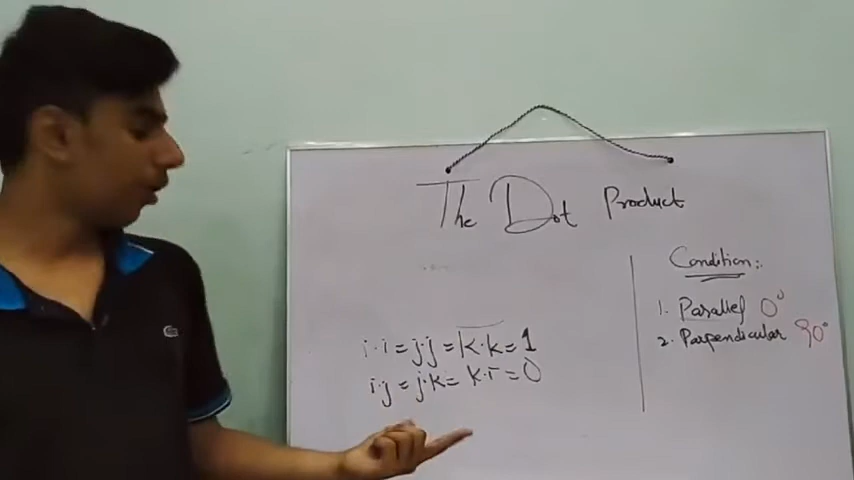 The Dot Product
i·i = j·j = k·k = 1
i·j = j·k = k·i = 0
Condition:
1. Parallel 0°
2. Perpendicular 90°